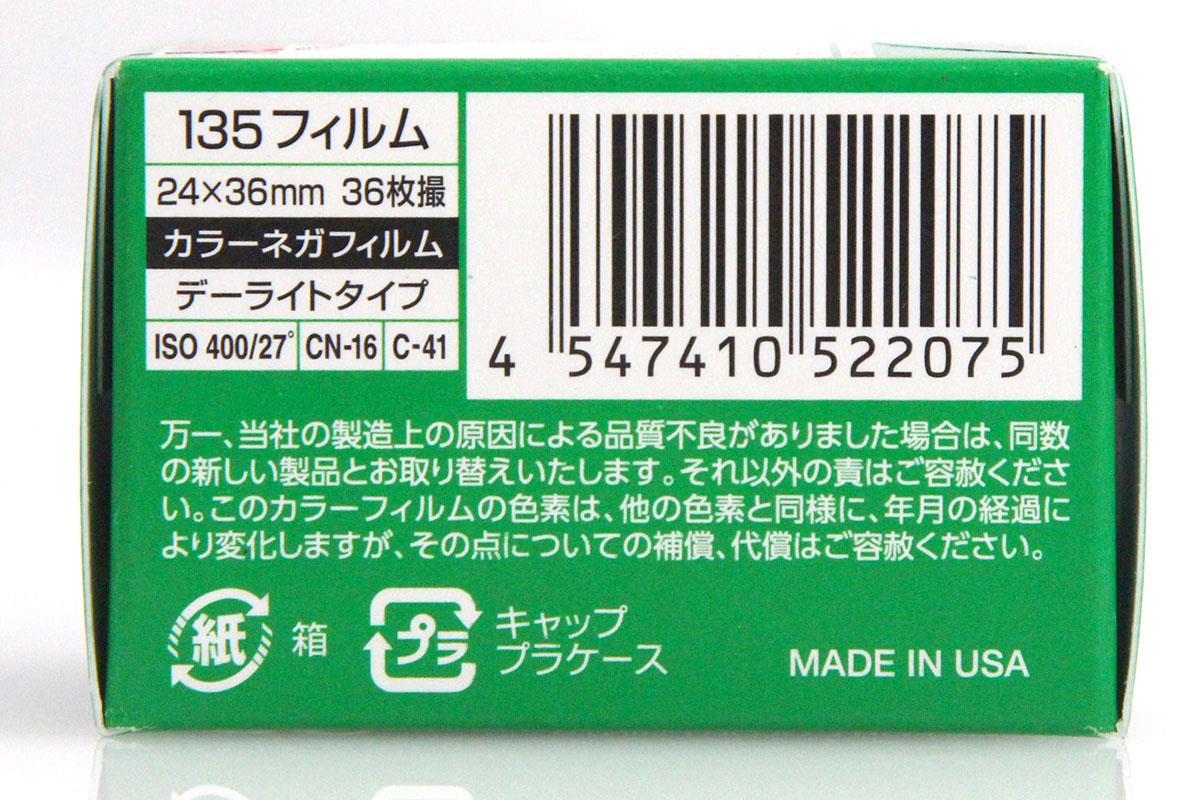 135フィルム
24×36mm 36枚撮
カラーネガフィルム
デーライトタイプ
ISO 400/27° CN-16 C-41
4 547410 522075
万一、当社の製造上の原因による品質不良がありました場合は、同数
の新しい製品とお取り替えいたします。それ以外の責はご容赦くださ
い。このカラーフィルムの色素は、他の色素と同様に、年月の経過に
より変化しますが、その点についての補償、代償はご容赦ください。
紙 箱
プラ キャップ
プラケース
MADE IN USA